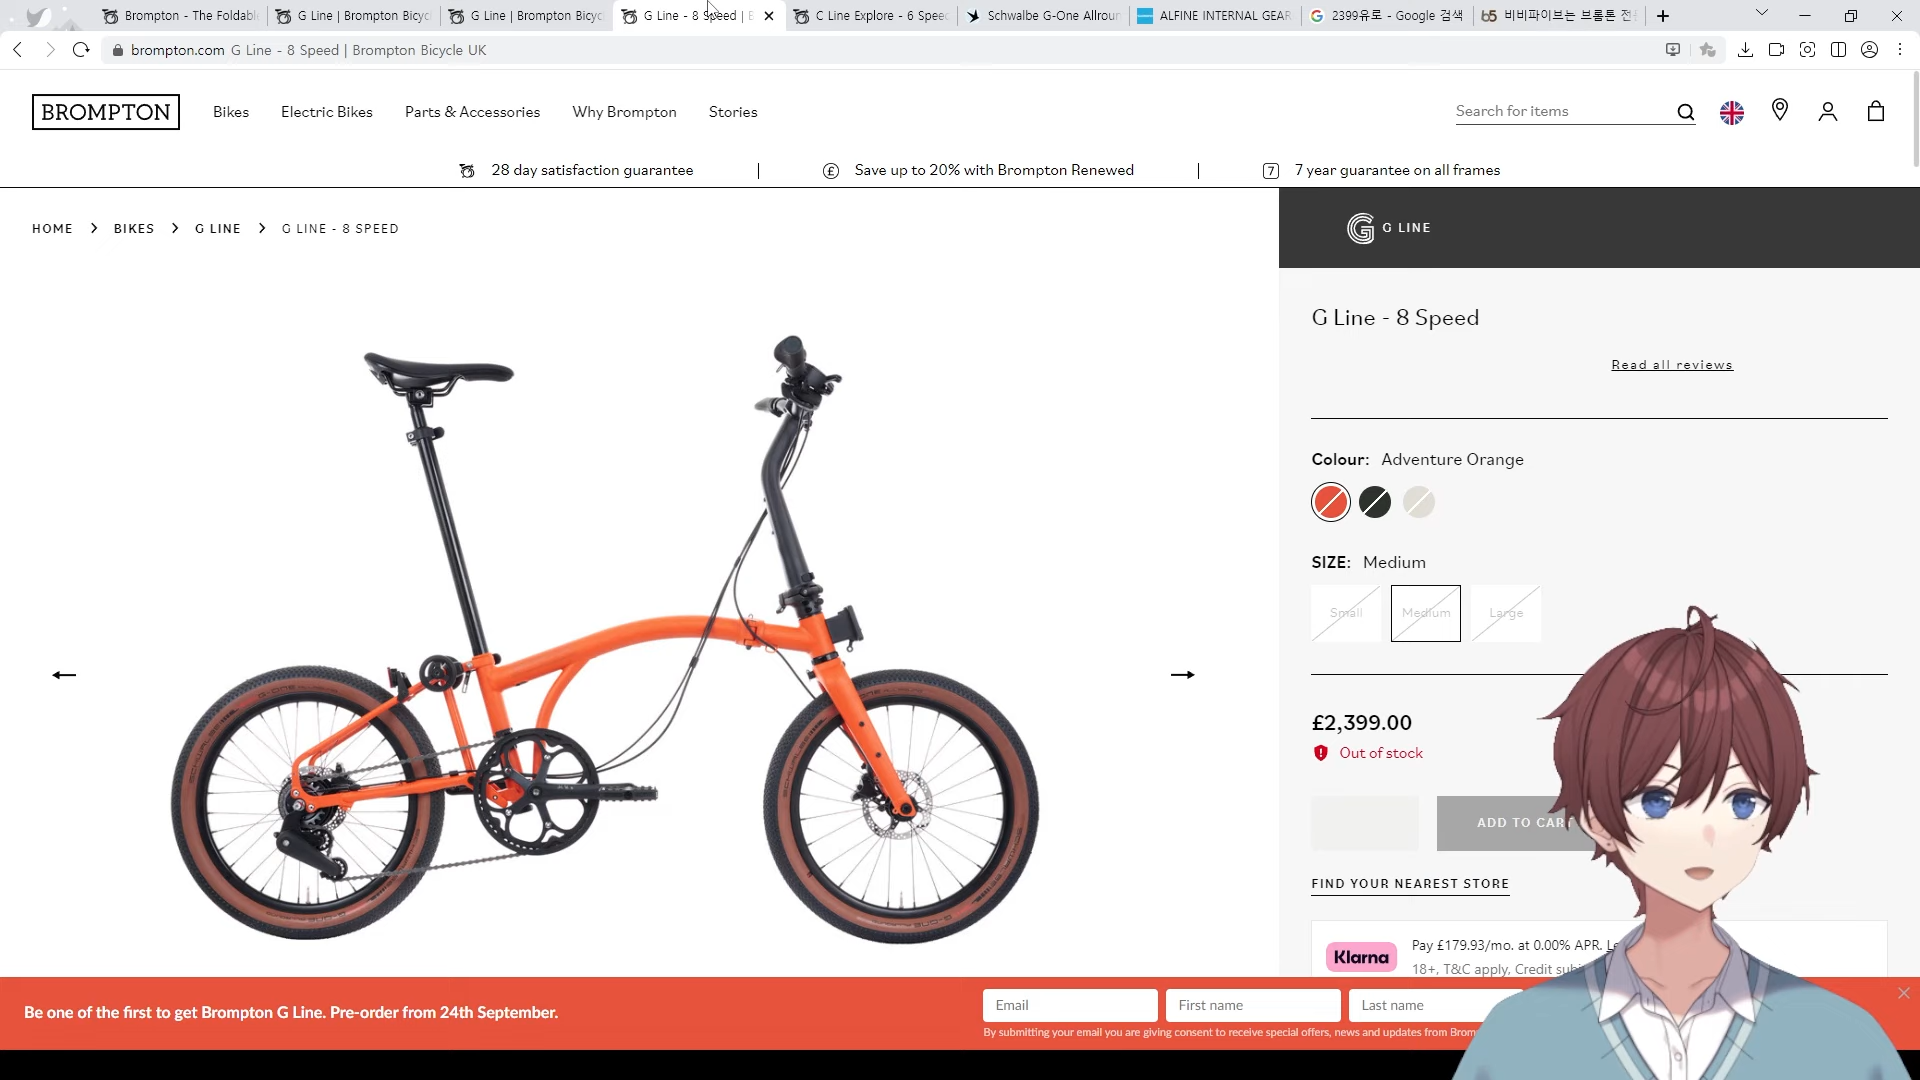 Brompton - The Foldabl
G Line | Brompton Bicyc
G Line | Brompton Bicyc
G Line - 8 Speed | B
C Line Explore - 6 Speed
Schwalbe G-One Allroun
ALFINE INTERNAL GEAR
2399유로 - Google 검색
b5 비비파이브는 브롬톤 전
brompton.com G Line - 8 Speed | Brompton Bicycle UK
BROMPTON
Bikes
Electric Bikes
Parts & Accessories
Why Brompton
Stories
Search for items
28 day satisfaction guarantee
£ Save up to 20% with Brompton Renewed
7 7 year guarantee on all frames
HOME > BIKES > G LINE > G LINE - 8 SPEED
G LINE
G Line - 8 Speed
Read all reviews
Colour: Adventure Orange
SIZE: Medium
Small
Medium
Large
£2,399.00
Out of stock
ADD TO CART
FIND YOUR NEAREST STORE
Klarna
Pay £179.93/mo. at 0.00% APR. Le
18+, T&C apply, Credit subj
Be one of the first to get Brompton G Line. Pre-order from 24th September.
Email
First name
Last name
By submitting your email you are giving consent to receive special offers, news and updates from Brom